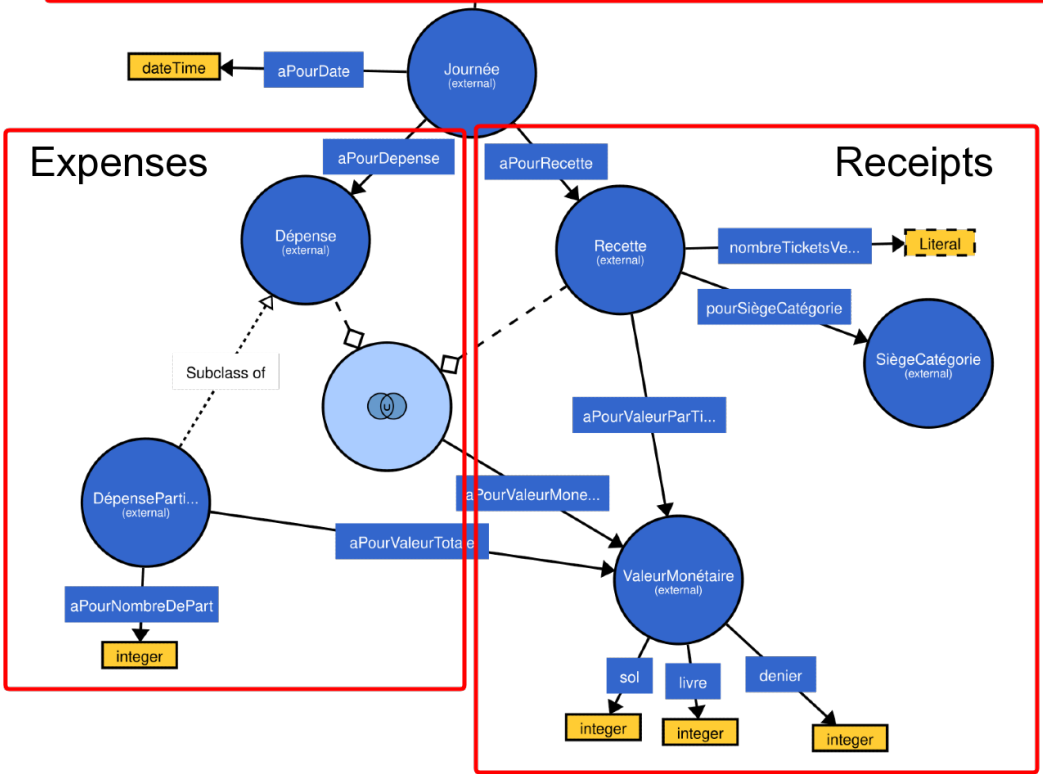 Journée
(external)
aPourDate
dateTime
Expenses
Receipts
aPourDepense
aPourRecette
Dépense
(external)
Recette
(external)
nombreTicketsVe...
Literal
pourSiègeCatégorie
SiègeCatégorie
(external)
Subclass of
U
aPourValeurParTi...
DépenseParti...
(external)
aPourValeurMone...
aPourValeurTotale
ValeurMonétaire
(external)
aPourNombreDePart
integer
sol
livre
denier
integer
integer
integer